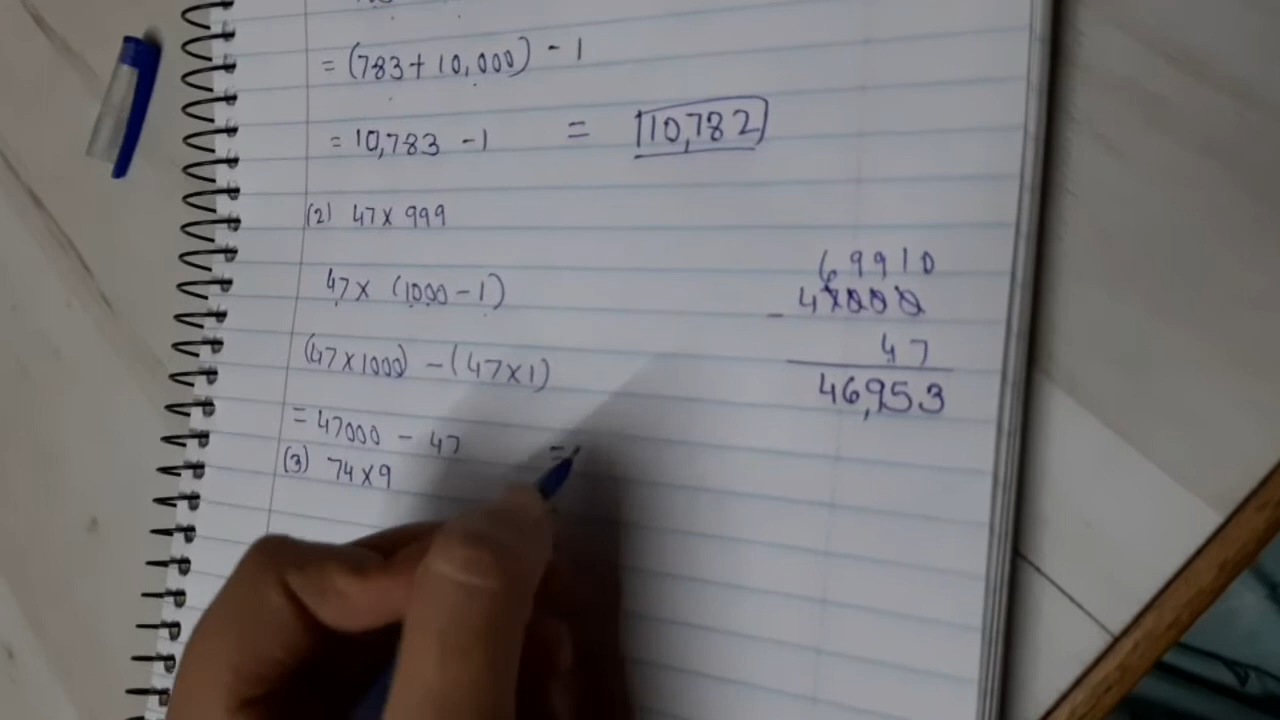 = (783 + 10,000) - 1
= 10,783 - 1 = 10,782
(2) 47 x 999
47 x (1000 - 1)
(47 x 1000) - (47 x 1)
= 47000 - 47 =
(3) 74 x 9
6 9 9 10
- 47000
47
46,953